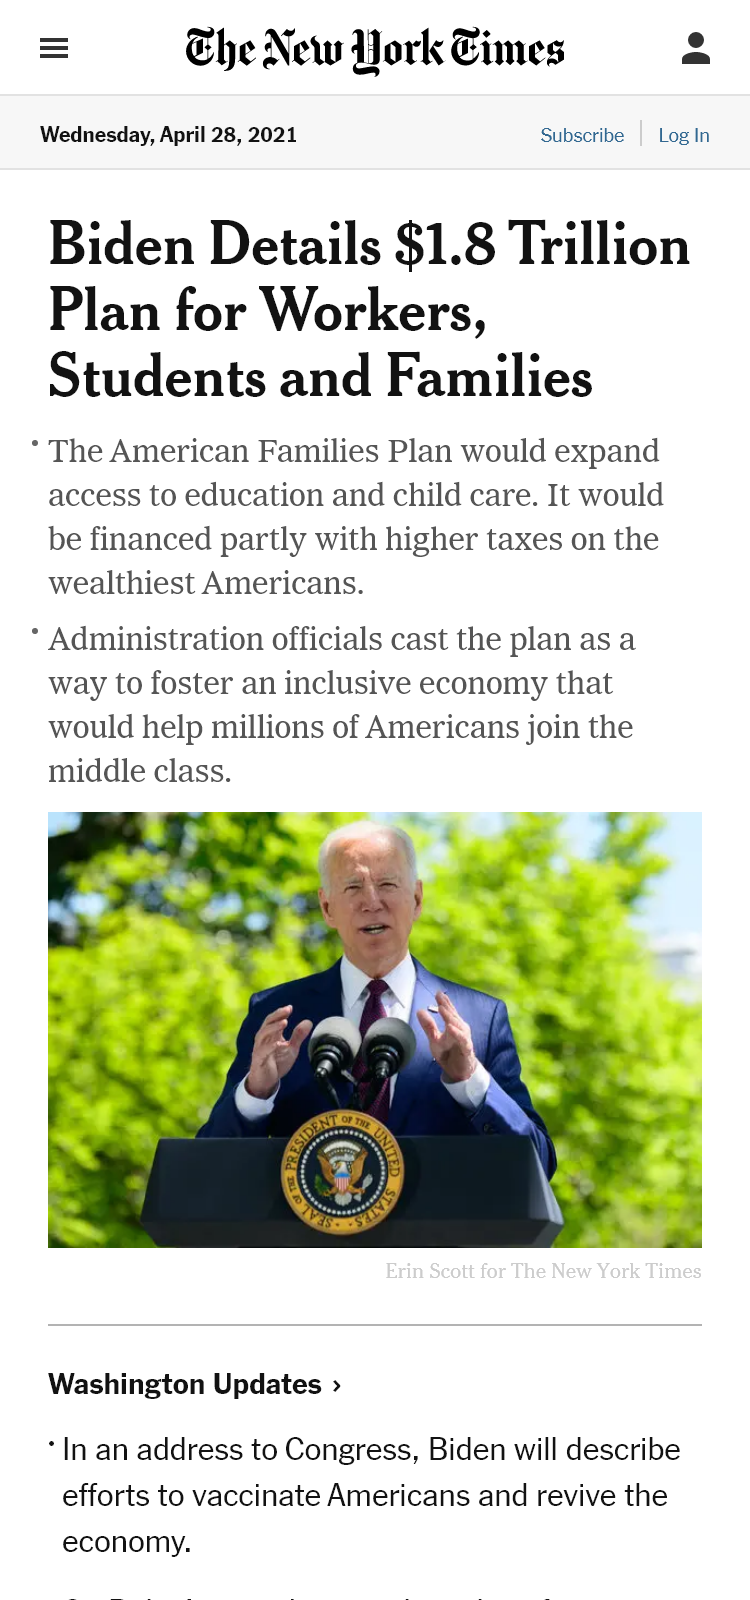 The New York Times
Wednesday, April 28, 2021
Subscribe
Log In
Biden Details $1.8 Trillion
Plan for Workers,
Students and Families
• The American Families Plan would expand
access to education and child care. It would
be financed partly with higher taxes on the
wealthiest Americans.
• Administration officials cast the plan as a
way to foster an inclusive economy that
would help millions of Americans join the
middle class.
SEAL OF THE PRESIDENT OF THE UNITED STATES
Erin Scott for The New York Times
Washington Updates ›
• In an address to Congress, Biden will describe
efforts to vaccinate Americans and revive the
economy.